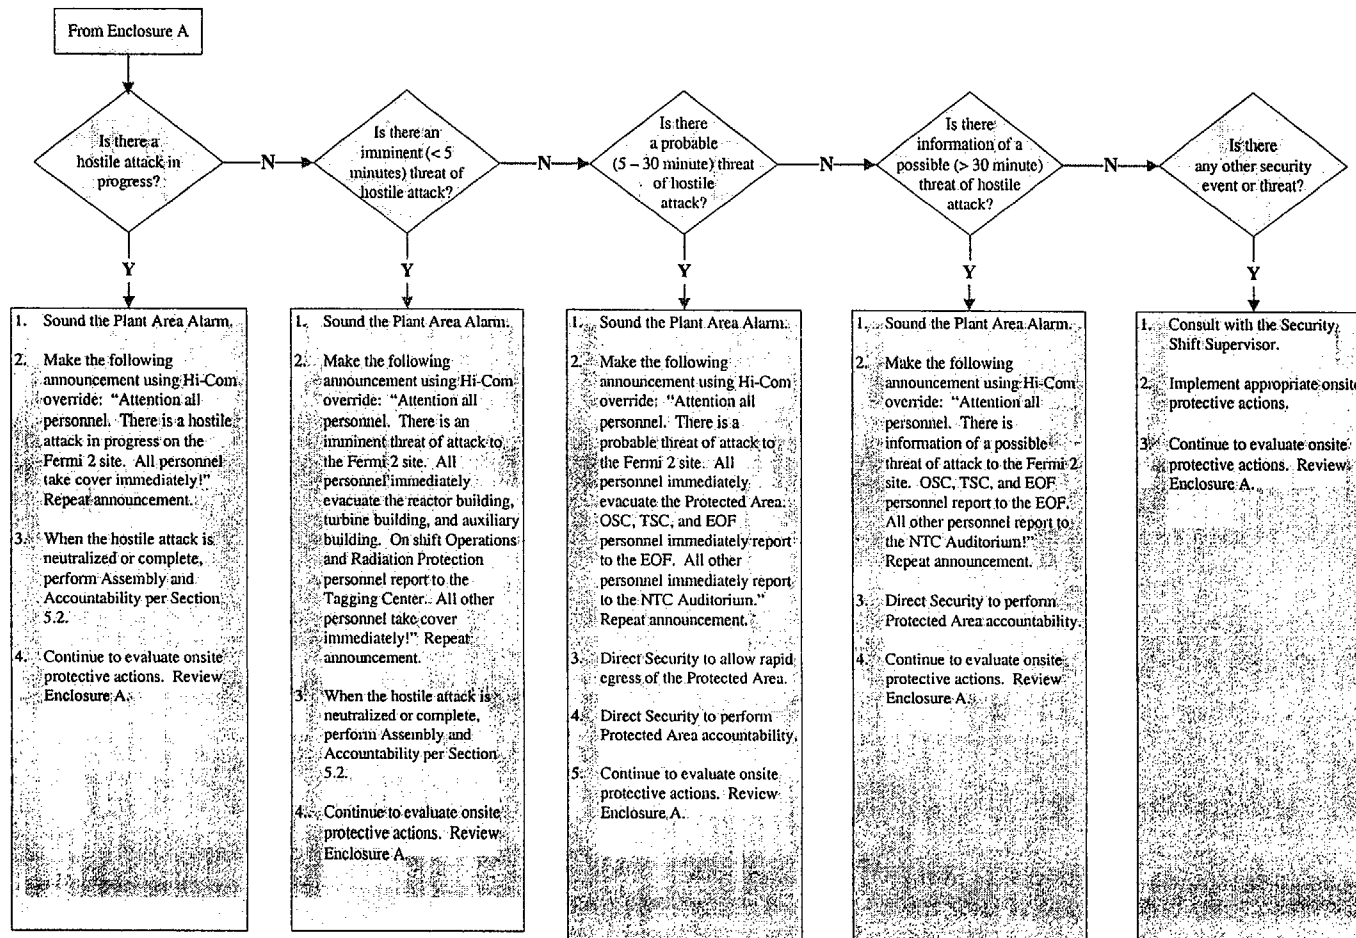 From Enclosure A
Is there a
hostile attack in
progress?
N
Is there an
imminent (< 5
minutes) threat of
hostile attack?
N
Is there
a probable
(5 – 30 minute) threat
of hostile
attack?
N
Is there
information of a
possible (> 30 minute)
threat of hostile
attack?
N
Is there
any other security
event or threat?
Y
Y
Y
Y
Y
1. Sound the Plant Area Alarm.
2. Make the following
announcement using Hi-Com
override: “Attention all
personnel. There is a hostile
attack in progress on the
Fermi 2 site. All personnel
take cover immediately!”
Repeat announcement.
3. When the hostile attack is
neutralized or complete,
perform Assembly and
Accountability per Section
5.2.
4. Continue to evaluate onsite
protective actions. Review
Enclosure A.
1. Sound the Plant Area Alarm.
2. Make the following
announcement using Hi-Com
override: “Attention all
personnel. There is an
imminent threat of attack to
the Fermi 2 site. All
personnel immediately
evacuate the reactor building,
turbine building, and auxiliary
building. On shift Operations
and Radiation Protection
personnel report to the
Tagging Center. All other
personnel take cover
immediately!” Repeat
announcement.
3. When the hostile attack is
neutralized or complete,
perform Assembly and
Accountability per Section
5.2.
4. Continue to evaluate onsite
protective actions. Review
Enclosure A
1. Sound the Plant Area Alarm.
2. Make the following
announcement using Hi-Com
override: “Attention all
personnel. There is a
probable threat of attack to
the Fermi 2 site. All
personnel immediately
evacuate the Protected Area.
OSC, TSC, and EOF
personnel immediately report
to the EOF. All other
personnel immediately report
to the NTC Auditorium.”
Repeat announcement.
3. Direct Security to allow rapid
egress of the Protected Area.
4. Direct Security to perform
Protected Area accountability.
5. Continue to evaluate onsite
protective actions. Review
Enclosure A.
1. Sound the Plant Area Alarm.
2. Make the following
announcement using Hi-Com
override: “Attention all
personnel. There is
information of a possible
threat of attack to the Fermi 2
site. OSC, TSC, and EOF
personnel report to the EOF.
All other personnel report to
the NTC Auditorium!”
Repeat announcement.
3. Direct Security to perform
Protected Area accountability.
4. Continue to evaluate onsite
protective actions. Review
Enclosure A.
1. Consult with the Security
Shift Supervisor.
2. Implement appropriate onsite
protective actions.
3. Continue to evaluate onsite
protective actions. Review
Enclosure A.